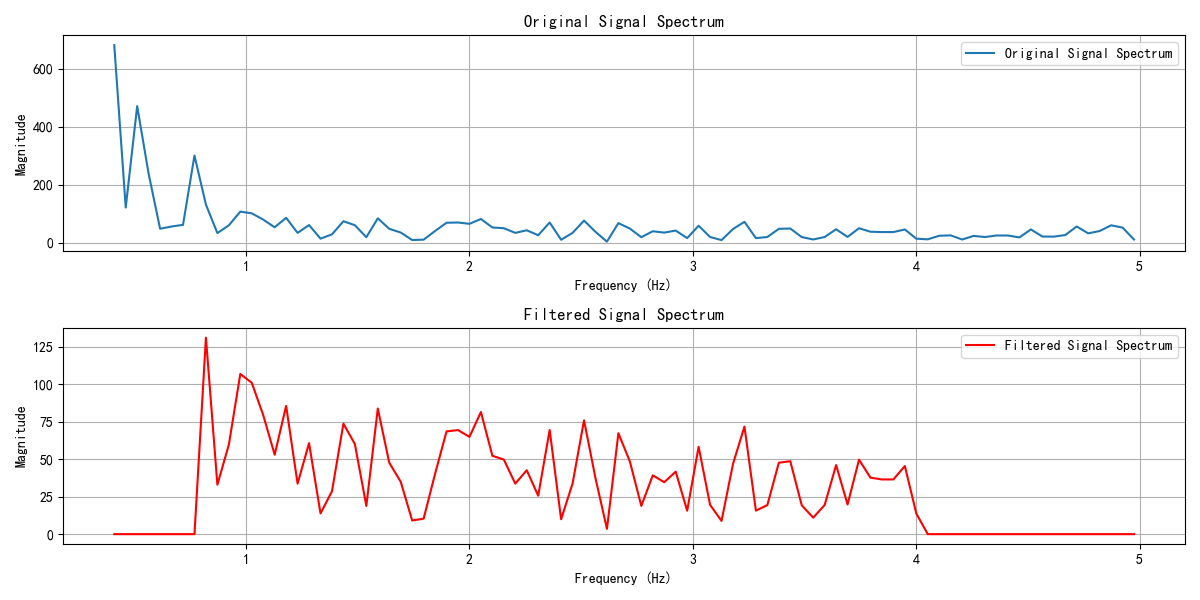 Original Signal Spectrum
Original Signal Spectrum
Magnitude
600
400
200
0
1 2 3 4 5
Frequency (Hz)
Filtered Signal Spectrum
Filtered Signal Spectrum
Magnitude
125
100
75
50
25
0
1 2 3 4 5
Frequency (Hz)